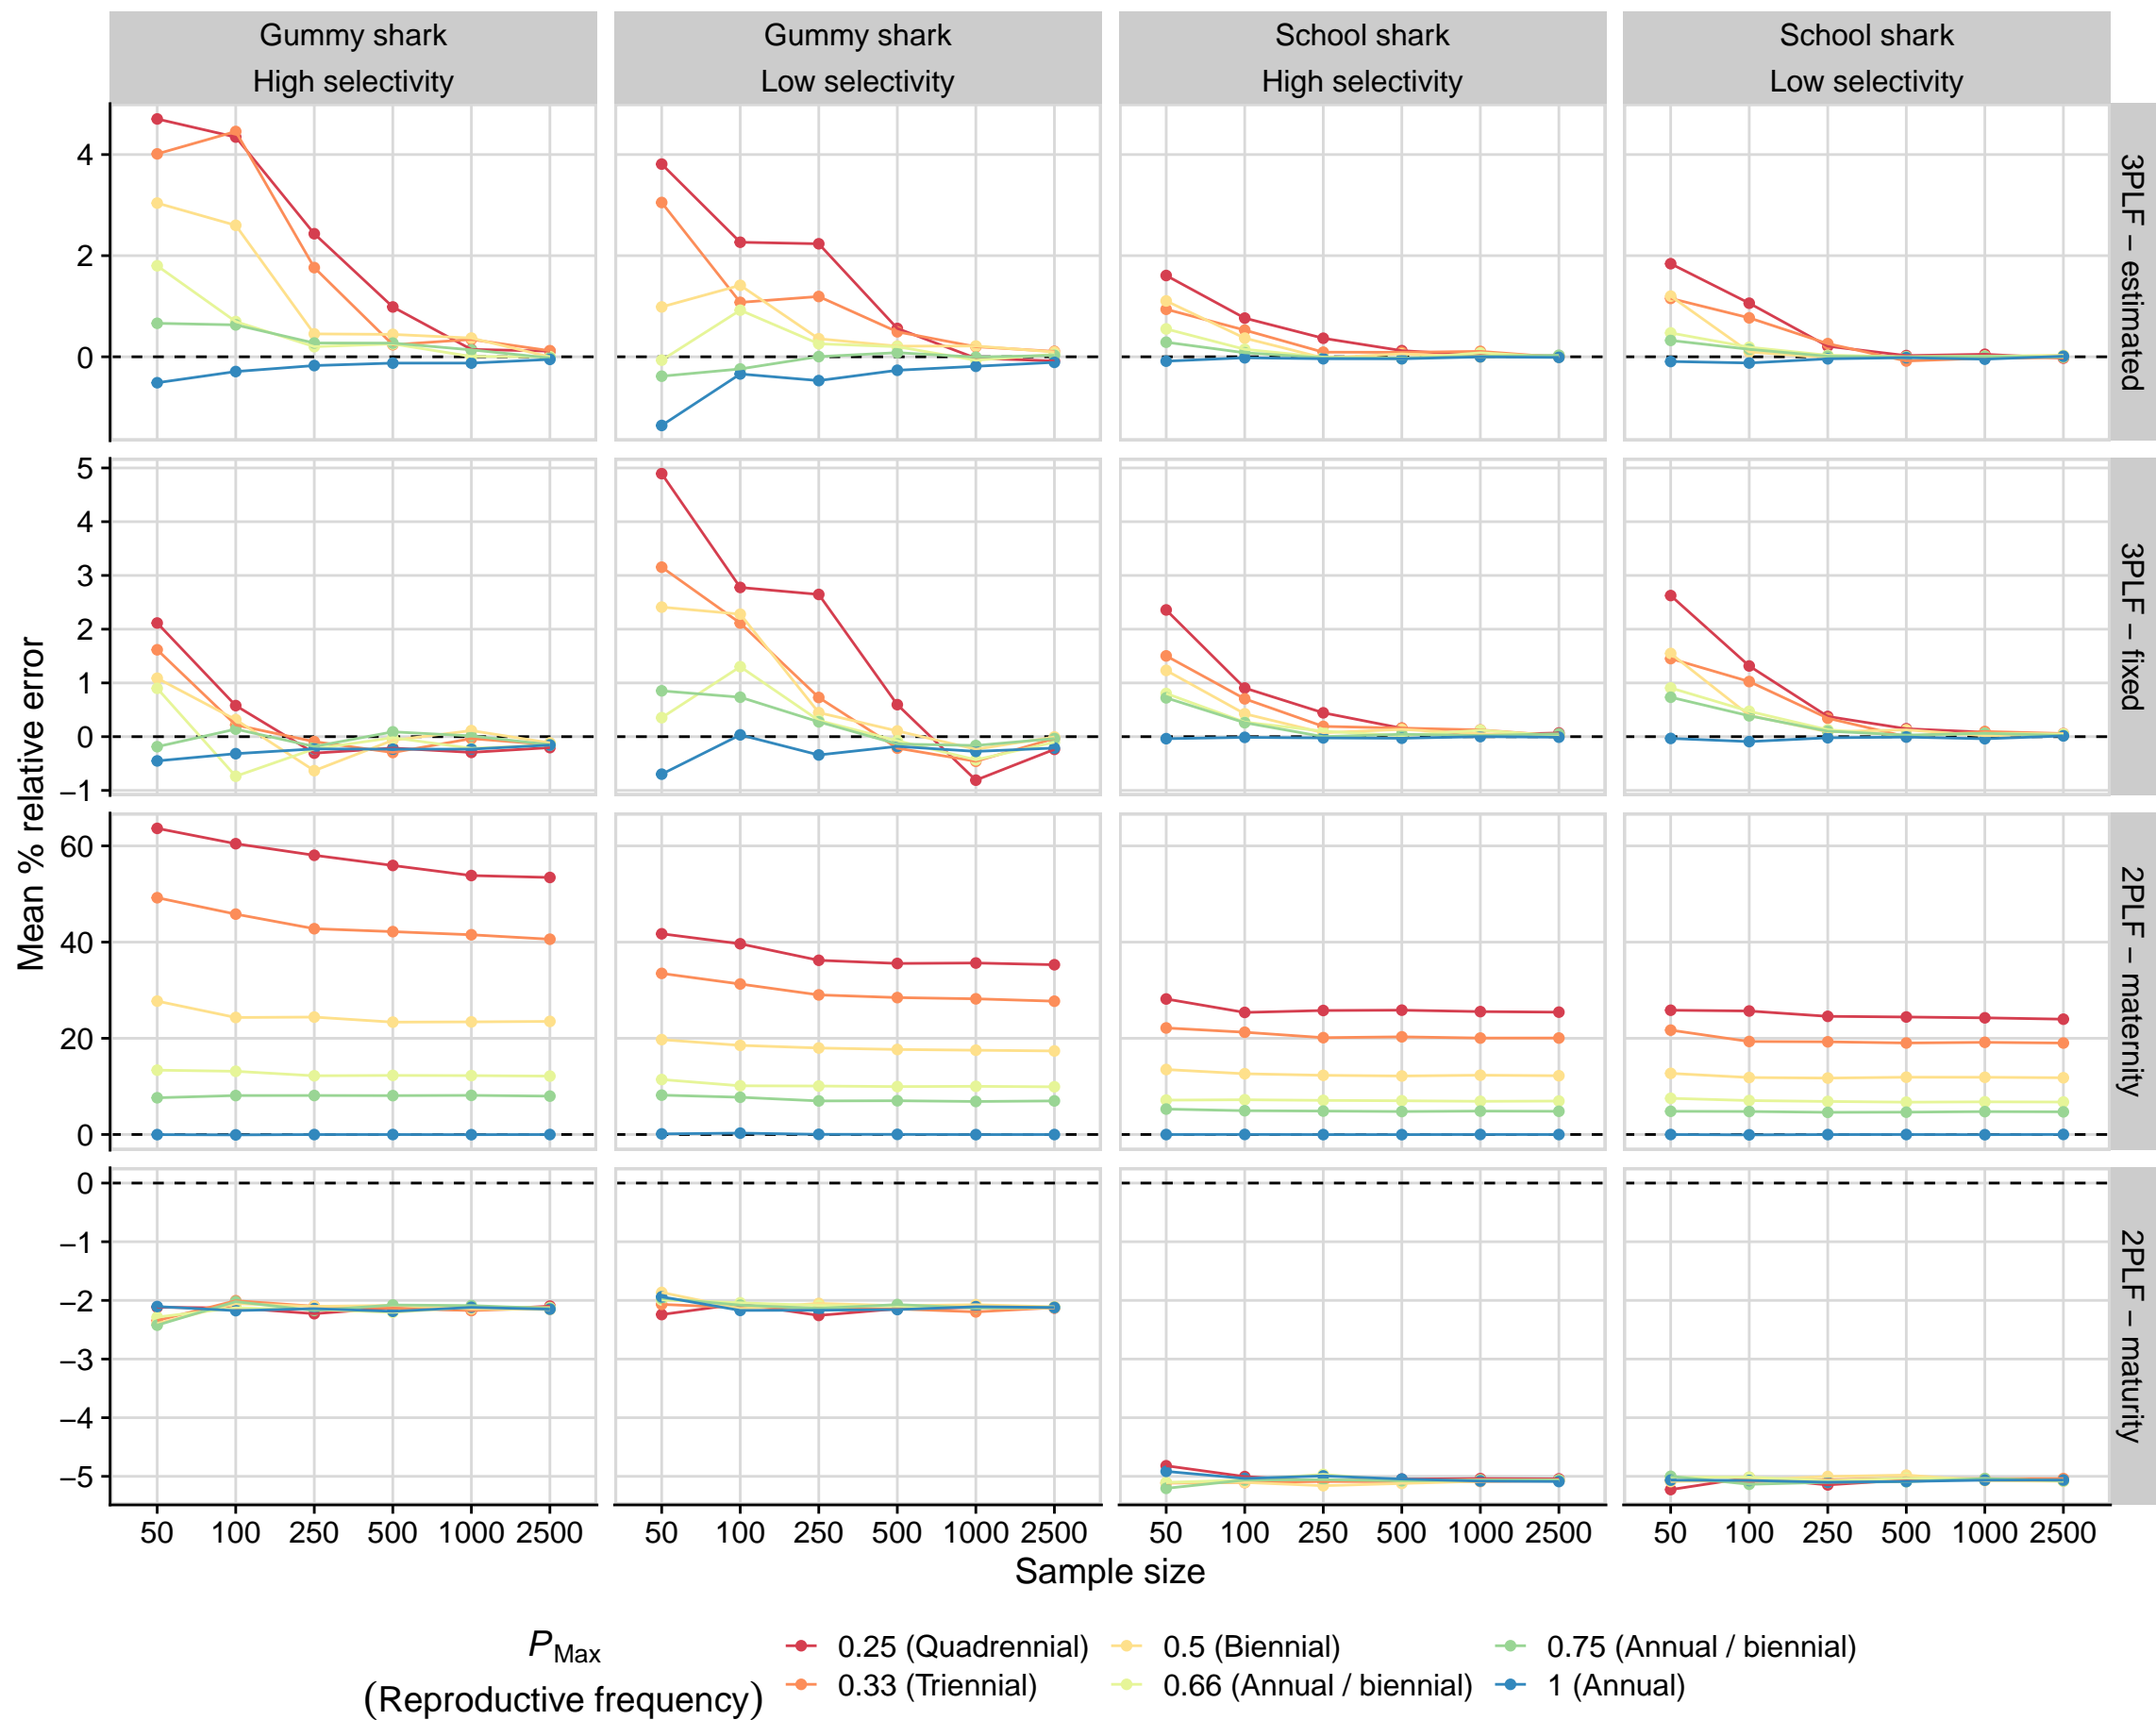 Gummy shark
High selectivity
Gummy shark
Low selectivity
School shark
High selectivity
School shark
Low selectivity
4
2
0
3PLF – estimated
5
4
3
2
1
0
−1
3PLF – fixed
60
40
20
0
2PLF – maternity
0
−1
−2
−3
−4
−5
2PLF – maturity
Mean % relative error
50 100 250 500 1000 2500
50 100 250 500 1000 2500
50 100 250 500 1000 2500
50 100 250 500 1000 2500
Sample size
PMax
(Reproductive frequency)
0.25 (Quadrennial)
0.33 (Triennial)
0.5 (Biennial)
0.66 (Annual / biennial)
0.75 (Annual / biennial)
1 (Annual)